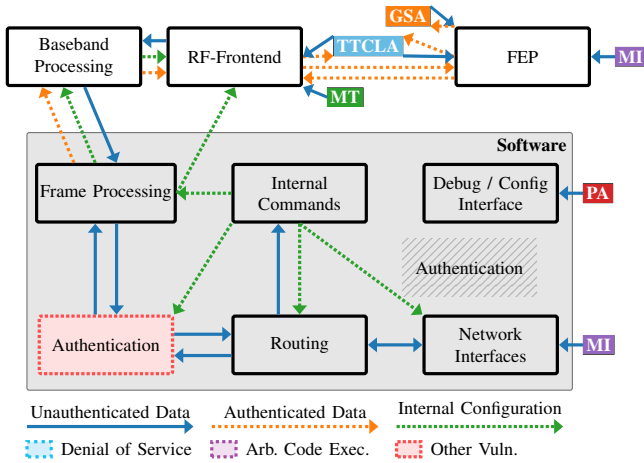 GSA
Baseband
Processing
RF-Frontend
TTCLA
FEP
MI
MT
Software
Frame Processing
Internal
Commands
Debug / Config
Interface
PA
Authentication
Authentication
Routing
Network
Interfaces
MI
Unauthenticated Data
Authenticated Data
Internal Configuration
Denial of Service
Arb. Code Exec.
Other Vuln.